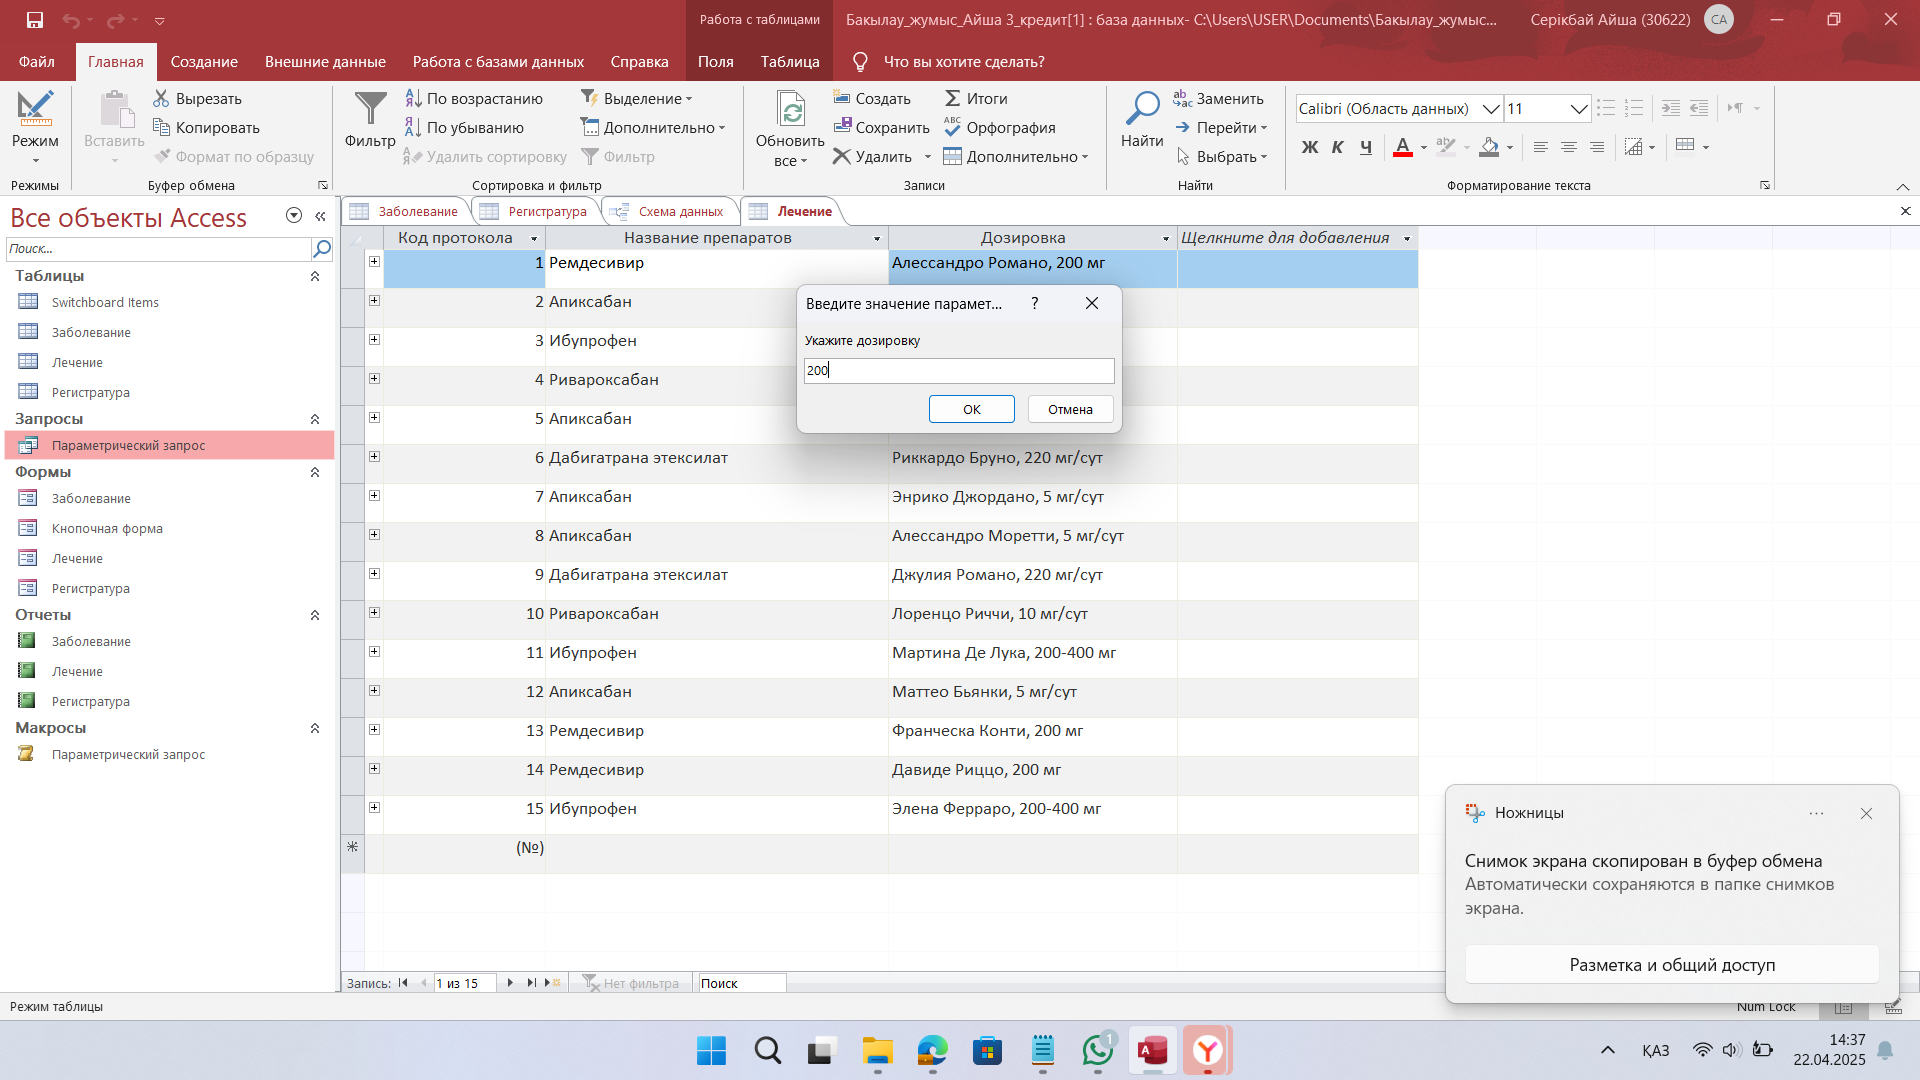 Работа с таблицами
Бакылау_жумыс_Айша 3_кредит[1] : база данных- C:\Users\USER\Documents\Бакылау_жумыс...
Серікбай Айша (30622)
СА
Файл
Главная
Создание
Внешние данные
Работа с базами данных
Справка
Поля
Таблица
Что вы хотите сделать?
Режим
Режимы
Вставить
Вырезать
Копировать
Формат по образцу
Буфер обмена
Фильтр
По возрастанию
По убыванию
Удалить сортировку
Выделение
Дополнительно
Фильтр
Сортировка и фильтр
Обновить
все
Создать
Сохранить
Удалить
Итоги
Орфография
Дополнительно
Записи
Найти
Заменить
Перейти
Выбрать
Найти
Calibri (Область данных)
11
Ж К Ч
Форматирование текста
Все объекты Access
Поиск...
Таблицы
Switchboard Items
Заболевание
Лечение
Регистратура
Запросы
Параметрический запрос
Формы
Заболевание
Кнопочная форма
Лечение
Регистратура
Отчеты
Заболевание
Лечение
Регистратура
Макросы
Параметрический запрос
Заболевание
Регистратура
Схема данных
Лечение
Код протокола Название препаратов Дозировка Щелкните для добавления
1 Ремдесивир Алессандро Романо, 200 мг
2 Апиксабан
3 Ибупрофен
4 Ривароксабан
5 Апиксабан
6 Дабигатрана этексилат Риккардо Бруно, 220 мг/сут
7 Апиксабан Энрико Джордано, 5 мг/сут
8 Апиксабан Алессандро Моретти, 5 мг/сут
9 Дабигатрана этексилат Джулия Романо, 220 мг/сут
10 Ривароксабан Лоренцо Риччи, 10 мг/сут
11 Ибупрофен Мартина Де Лука, 200-400 мг
12 Апиксабан Маттео Бьянки, 5 мг/сут
13 Ремдесивир Франческа Конти, 200 мг
14 Ремдесивир Давиде Риццо, 200 мг
15 Ибупрофен Элена Ферраро, 200-400 мг
(№)
Введите значение парамет...
?
Укажите дозировку
200
ОК
Отмена
Запись:
1 из 15
Нет фильтра
Поиск
Ножницы
Снимок экрана скопирован в буфер обмена
Автоматически сохраняются в папке снимков
экрана.
Разметка и общий доступ
Режим таблицы
Num Lock
1
ҚАЗ
14:37
22.04.2025